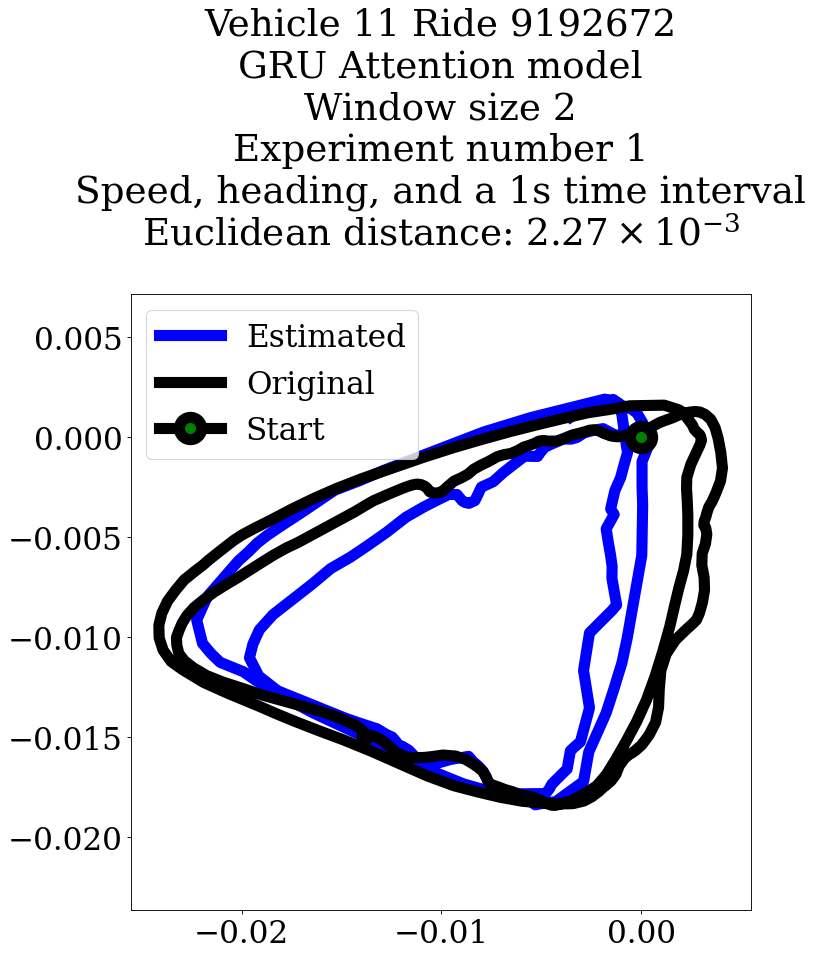 Vehicle 11 Ride 9192672
GRU Attention model
Window size 2
Experiment number 1
Speed, heading, and a 1s time interval
Euclidean distance: 2.27 × 10⁻³
Estimated
Original
Start
0.005
0.000
−0.005
−0.010
−0.015
−0.020
−0.02
−0.01
0.00